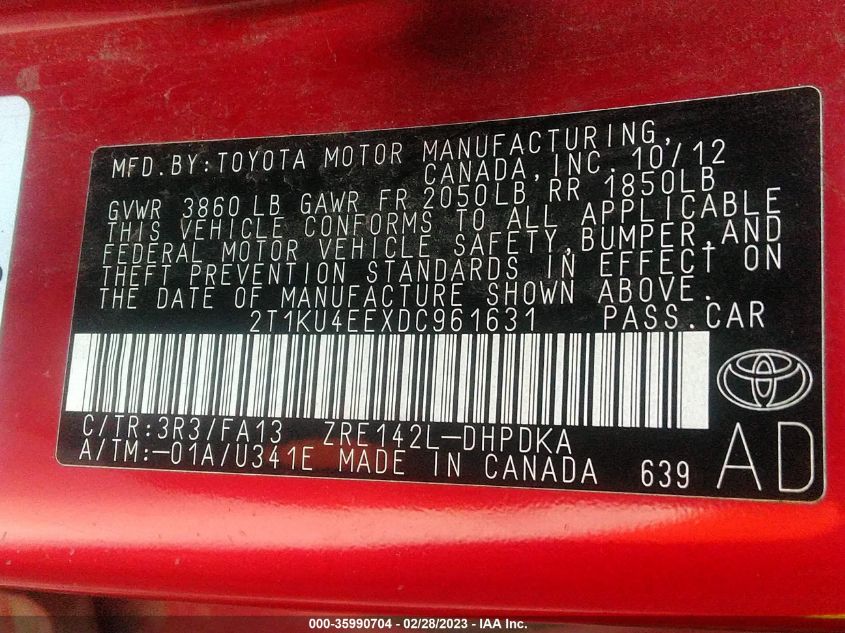 MFD.BY:TOYOTA MOTOR MANUFACTURING,
CANADA,INC. 10/12
GVWR 3860 LB GAWR FR 2050LB RR 1850LB
THIS VEHICLE CONFORMS TO ALL APPLICABLE
FEDERAL MOTOR VEHICLE SAFETY,BUMPER,AND
THEFT PREVENTION STANDARDS IN EFFECT ON
THE DATE OF MANUFACTURE SHOWN ABOVE.
2T1KU4EEXDC961631 PASS.CAR
C/TR:3R3/FA13 ZRE142L-DHPDKA
A/TM:-01A/U341E MADE IN CANADA 639
AD
000-35990704 - 02/28/2023 - IAA Inc.